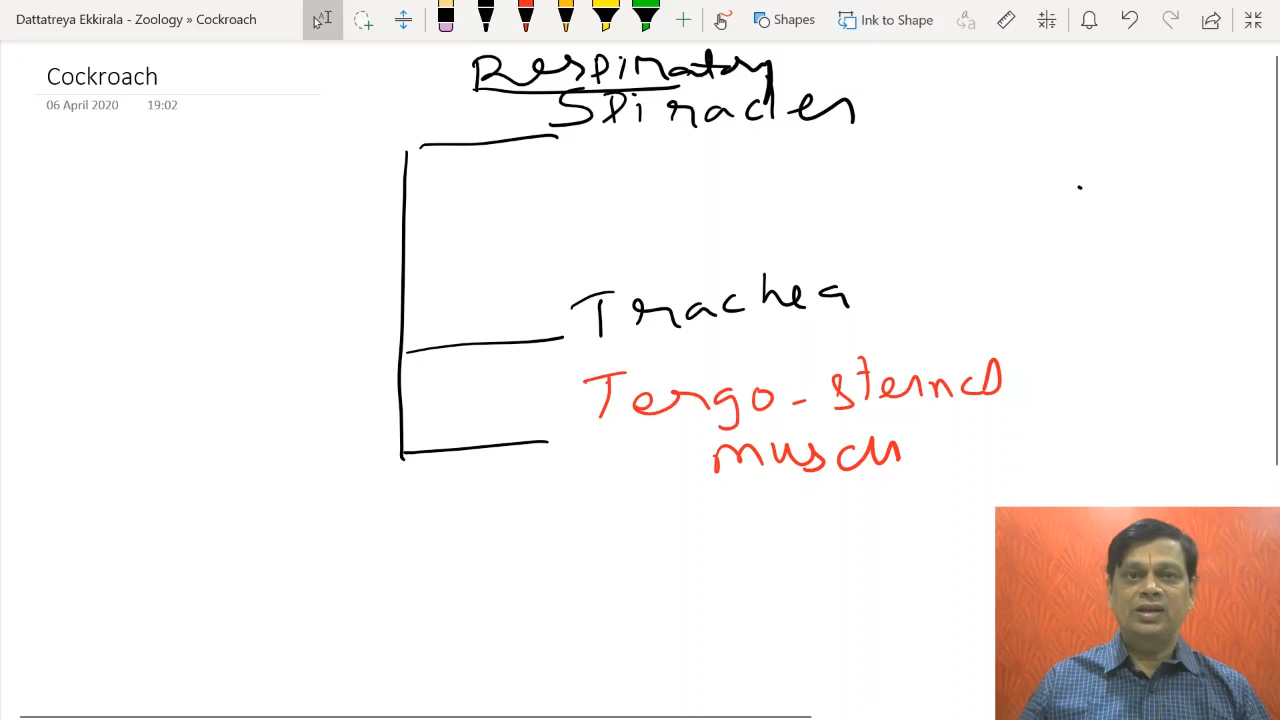 Dattatreya Ekkirala - Zoology » Cockroach
Shapes
Ink to Shape
Cockroach
06 April 2020 19:02
Respiratory
Spiracles
Trachea
Tergo-sternal
muscles